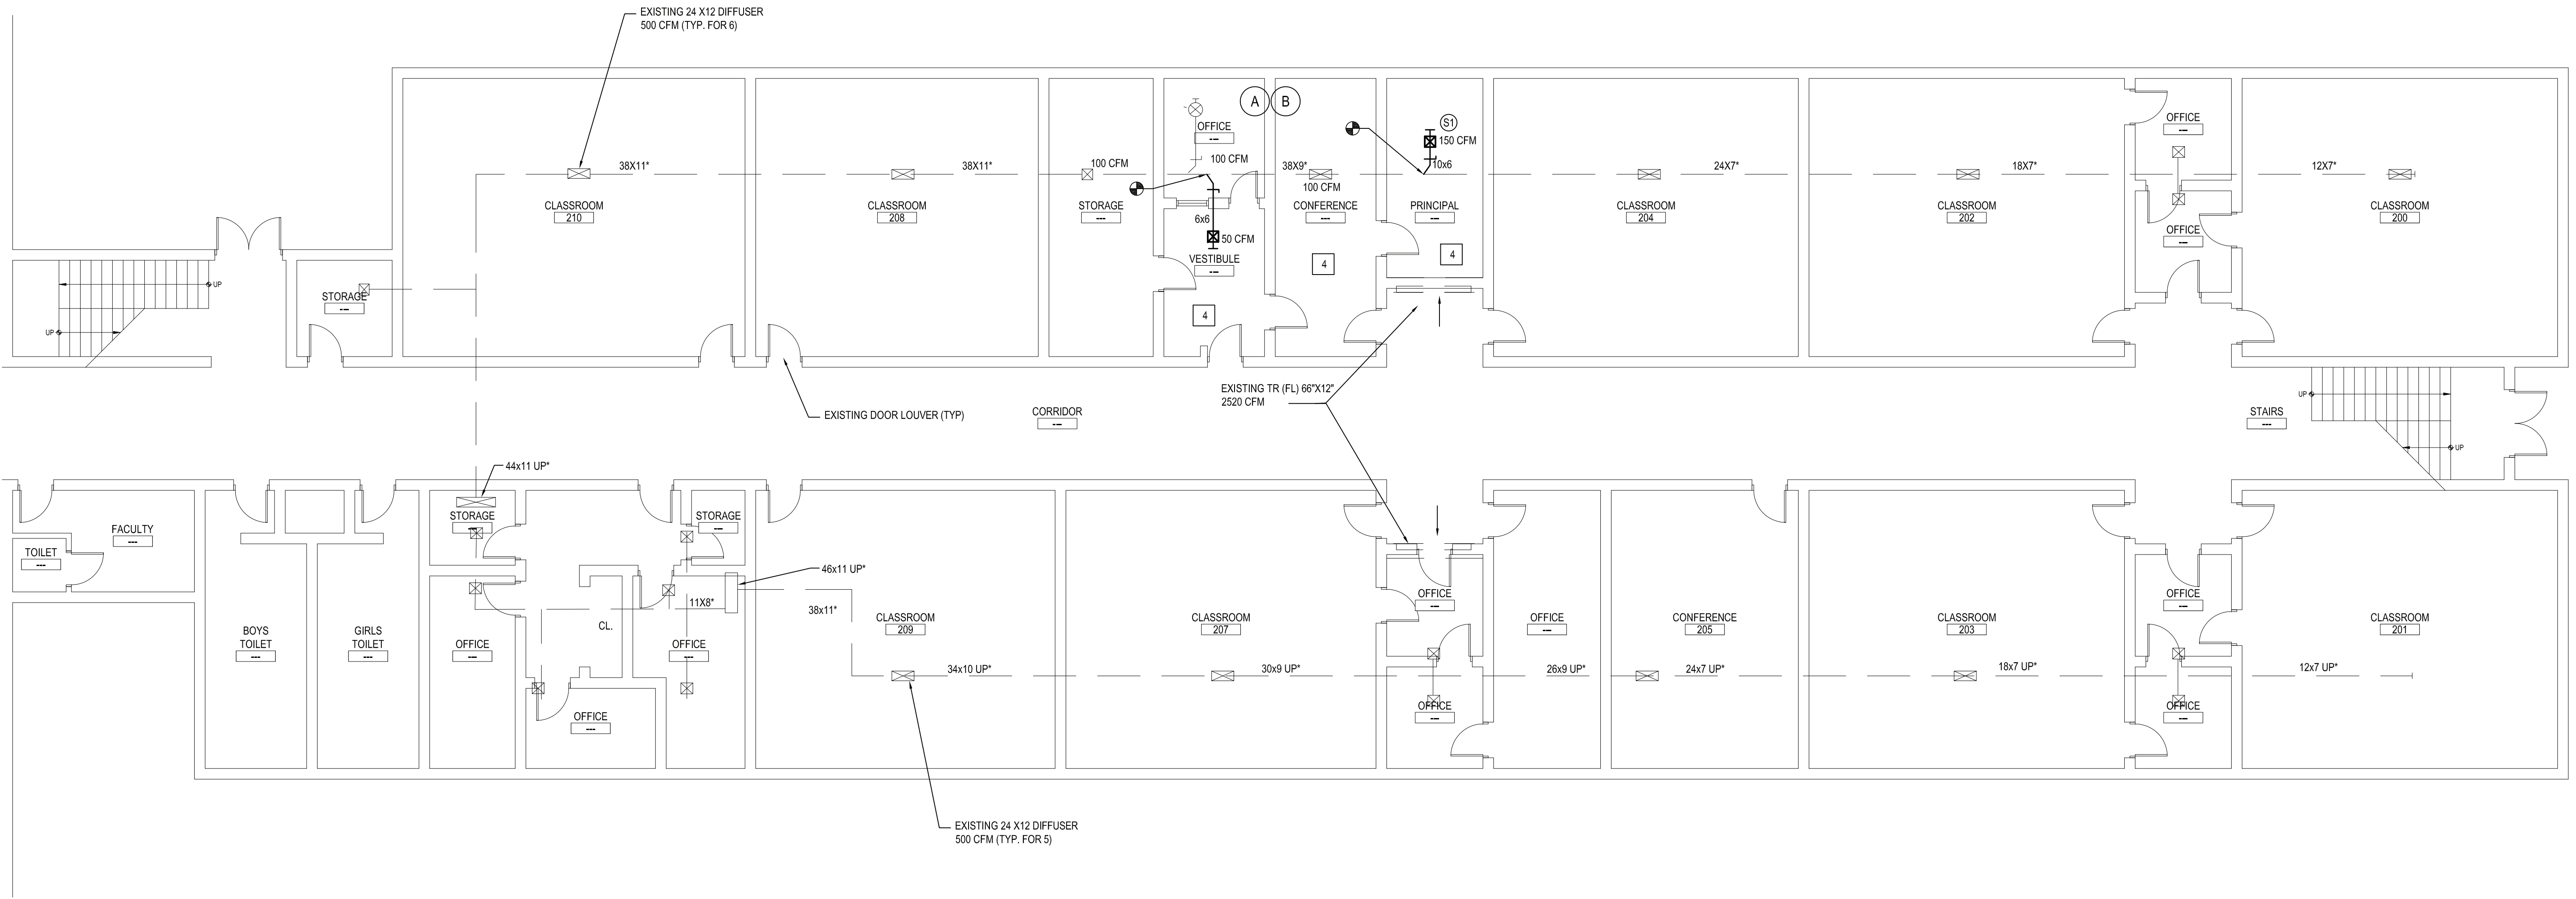 EXISTING 24 X12 DIFFUSER
500 CFM (TYP. FOR 6)
A
B
S1
150 CFM
10x6
OFFICE
---
100 CFM
100 CFM
38X11*
38X11*
38X9*
100 CFM
24X7*
18X7*
12X7*
OFFICE
---
CLASSROOM
210
CLASSROOM
208
STORAGE
---
6x6
50 CFM
VESTIBULE
---
CONFERENCE
---
PRINCIPAL
---
CLASSROOM
204
CLASSROOM
202
OFFICE
---
CLASSROOM
200
4
4
4
UP
UP
STORAGE
---
EXISTING TR (FL) 66"X12"
2520 CFM
EXISTING DOOR LOUVER (TYP)
CORRIDOR
---
STAIRS
---
UP
UP
44x11 UP*
STORAGE
---
STORAGE
---
FACULTY
---
TOILET
---
46x11 UP*
11X8*
38x11*
BOYS
TOILET
---
GIRLS
TOILET
---
OFFICE
---
CL.
OFFICE
---
OFFICE
---
CLASSROOM
209
CLASSROOM
207
OFFICE
---
OFFICE
---
OFFICE
---
CONFERENCE
205
CLASSROOM
203
OFFICE
---
OFFICE
---
CLASSROOM
201
34x10 UP*
30x9 UP*
26x9 UP*
24x7 UP*
18x7 UP*
12x7 UP*
EXISTING 24 X12 DIFFUSER
500 CFM (TYP. FOR 5)